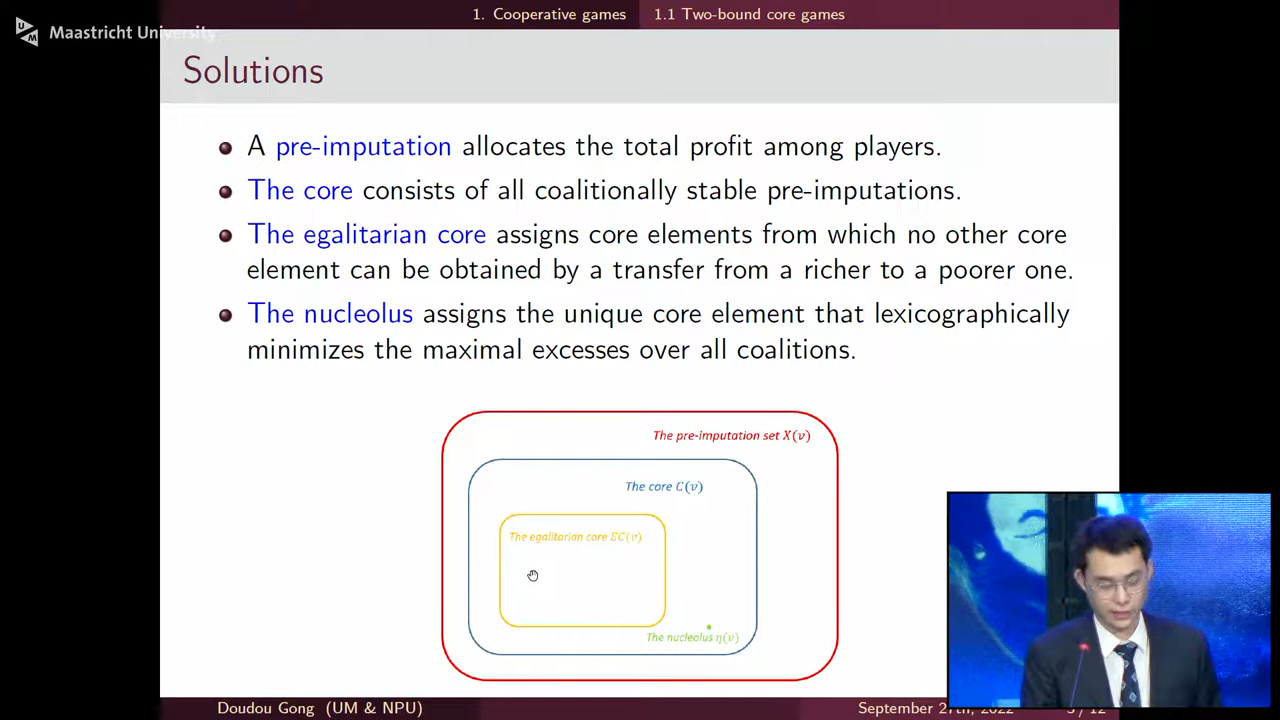 1. Cooperative games 1.1 Two-bound core games
Maastricht University
Solutions
A pre-imputation allocates the total profit among players.
The core consists of all coalitionally stable pre-imputations.
The egalitarian core assigns core elements from which no other core
element can be obtained by a transfer from a richer to a poorer one.
The nucleolus assigns the unique core element that lexicographically
minimizes the maximal excesses over all coalitions.
The pre-imputation set X(v)
The core C(v)
The egalitarian core EC(v)
The nucleolus η(v)
Doudou Gong (UM & NPU) September 27th, 2022 / 12